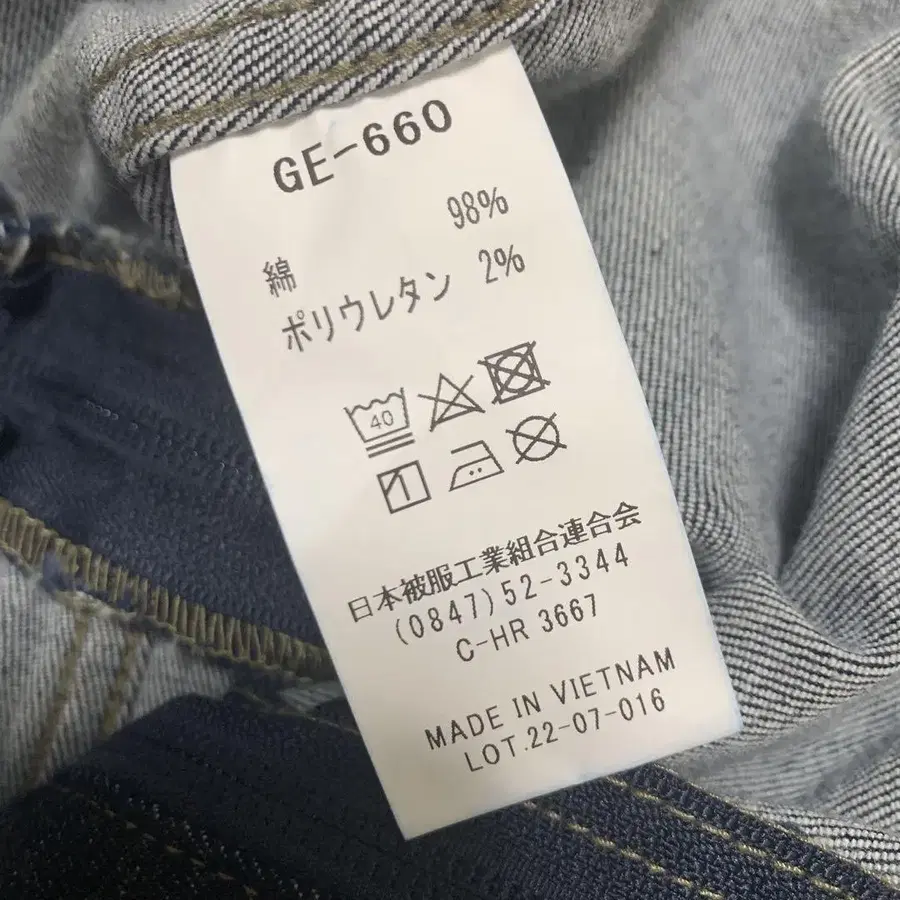 GE-660
綿 98%
ポリウレタン 2%
40
日本被服工業組合連合会
(0847)52-3344
C-HR 3667
MADE IN VIETNAM
LOT.22-07-016